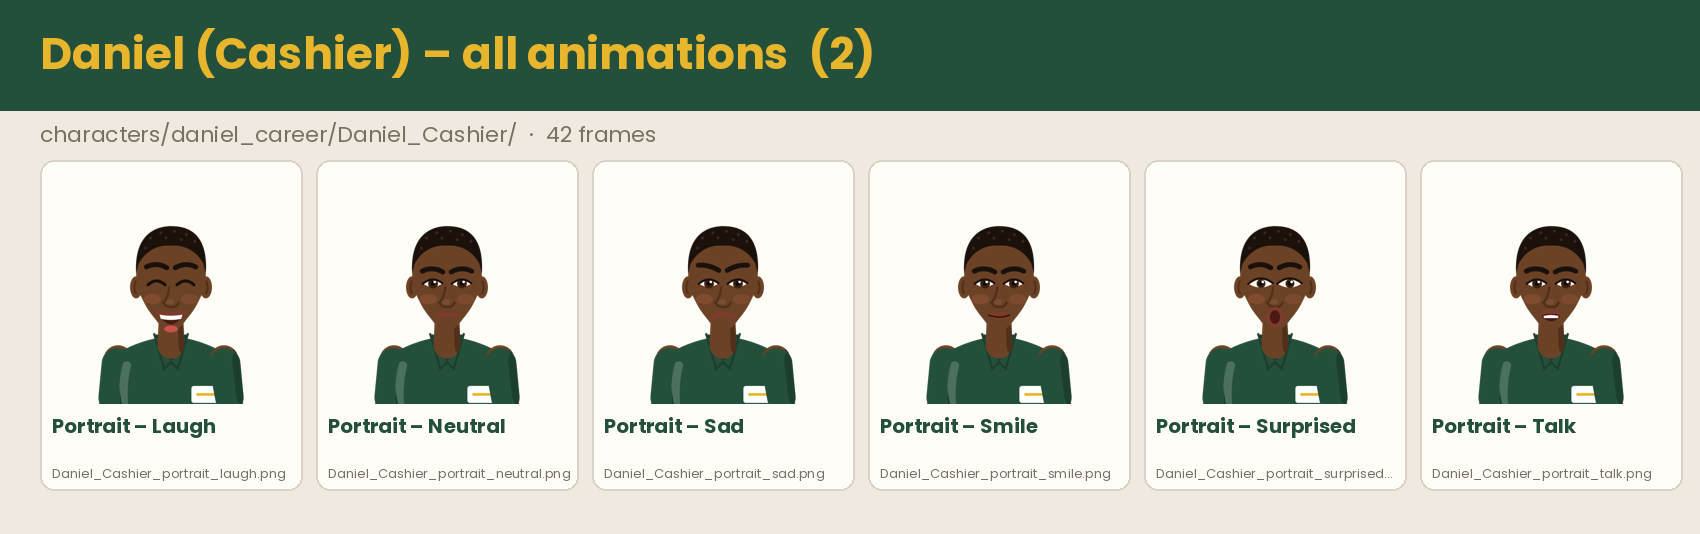 Daniel (Cashier) – all animations (2)
characters/daniel_career/Daniel_Cashier/ · 42 frames
Portrait – Laugh
Daniel_Cashier_portrait_laugh.png
Portrait – Neutral
Daniel_Cashier_portrait_neutral.png
Portrait – Sad
Daniel_Cashier_portrait_sad.png
Portrait – Smile
Daniel_Cashier_portrait_smile.png
Portrait – Surprised
Daniel_Cashier_portrait_surprised...
Portrait – Talk
Daniel_Cashier_portrait_talk.png